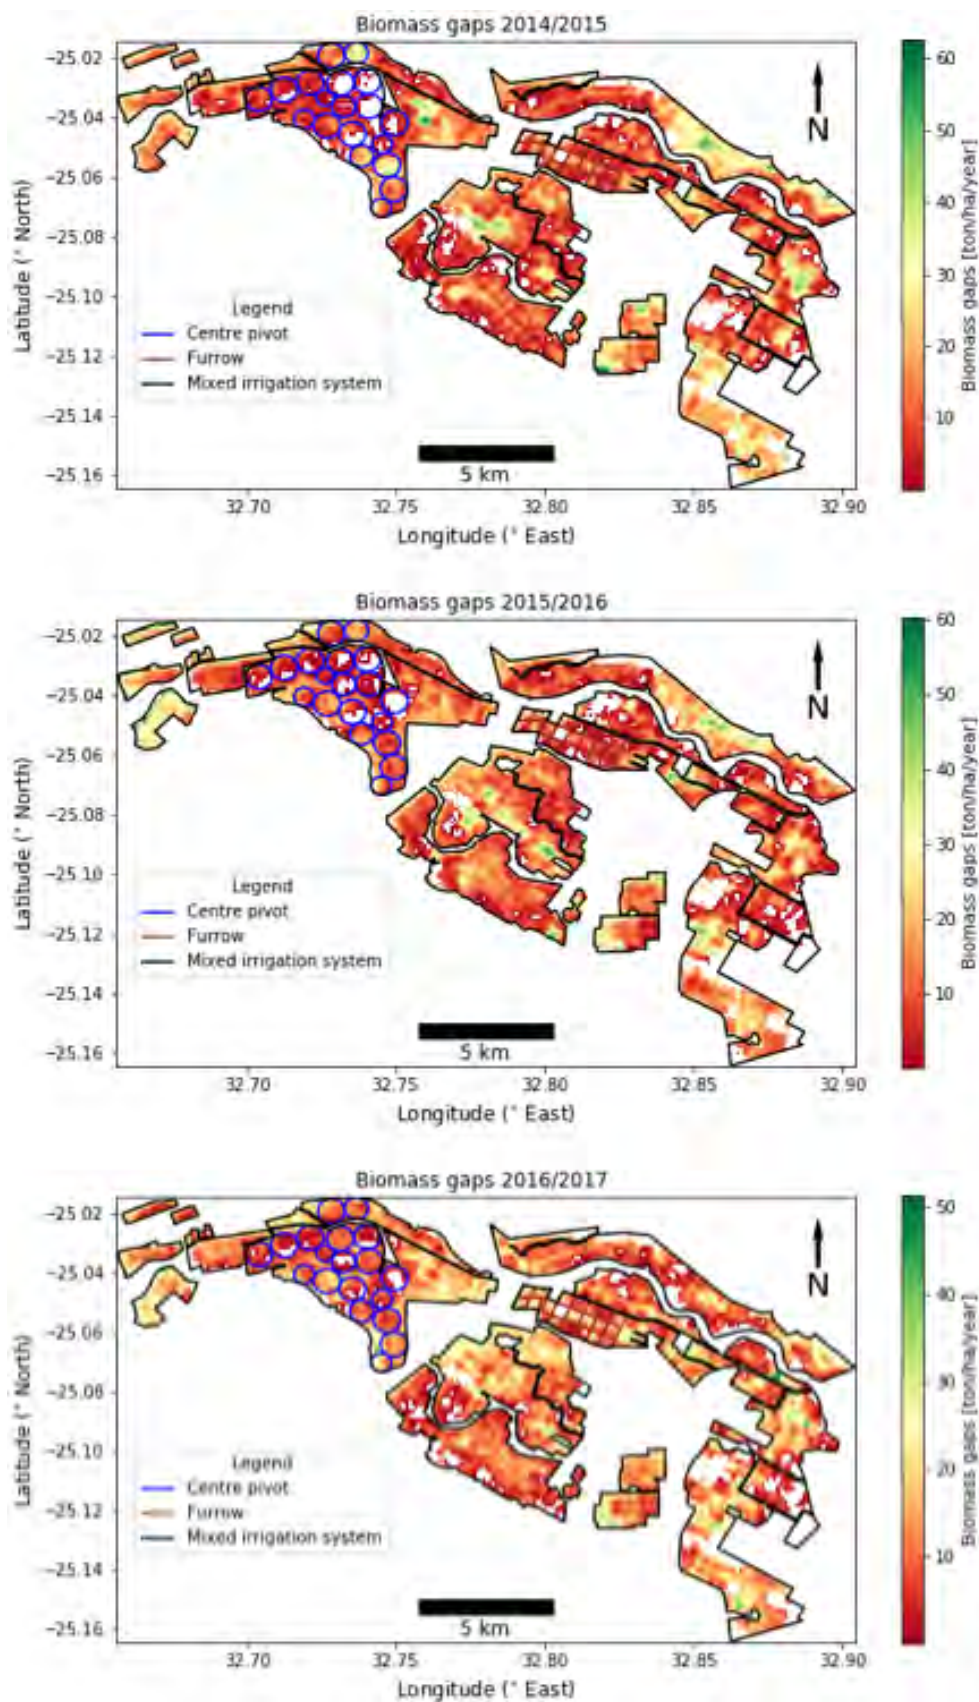 Biomass gaps 2014/2015
−25.02
−25.04
−25.06
−25.08
−25.10
−25.12
−25.14
−25.16
Latitude (° North)
N
Legend
Centre pivot
Furrow
Mixed irrigation system
5 km
32.70 32.75 32.80 32.85 32.90
Longitude (° East)
60
50
40
30
20
10
Biomass gaps [ton/ha/year]
Biomass gaps 2015/2016
−25.02
−25.04
−25.06
−25.08
−25.10
−25.12
−25.14
−25.16
Latitude (° North)
N
Legend
Centre pivot
Furrow
Mixed irrigation system
5 km
32.70 32.75 32.80 32.85 32.90
Longitude (° East)
60
50
40
30
20
10
Biomass gaps [ton/ha/year]
Biomass gaps 2016/2017
−25.02
−25.04
−25.06
−25.08
−25.10
−25.12
−25.14
−25.16
Latitude (° North)
N
Legend
Centre pivot
Furrow
Mixed irrigation system
5 km
32.70 32.75 32.80 32.85 32.90
Longitude (° East)
50
40
30
20
10
Biomass gaps [ton/ha/year]